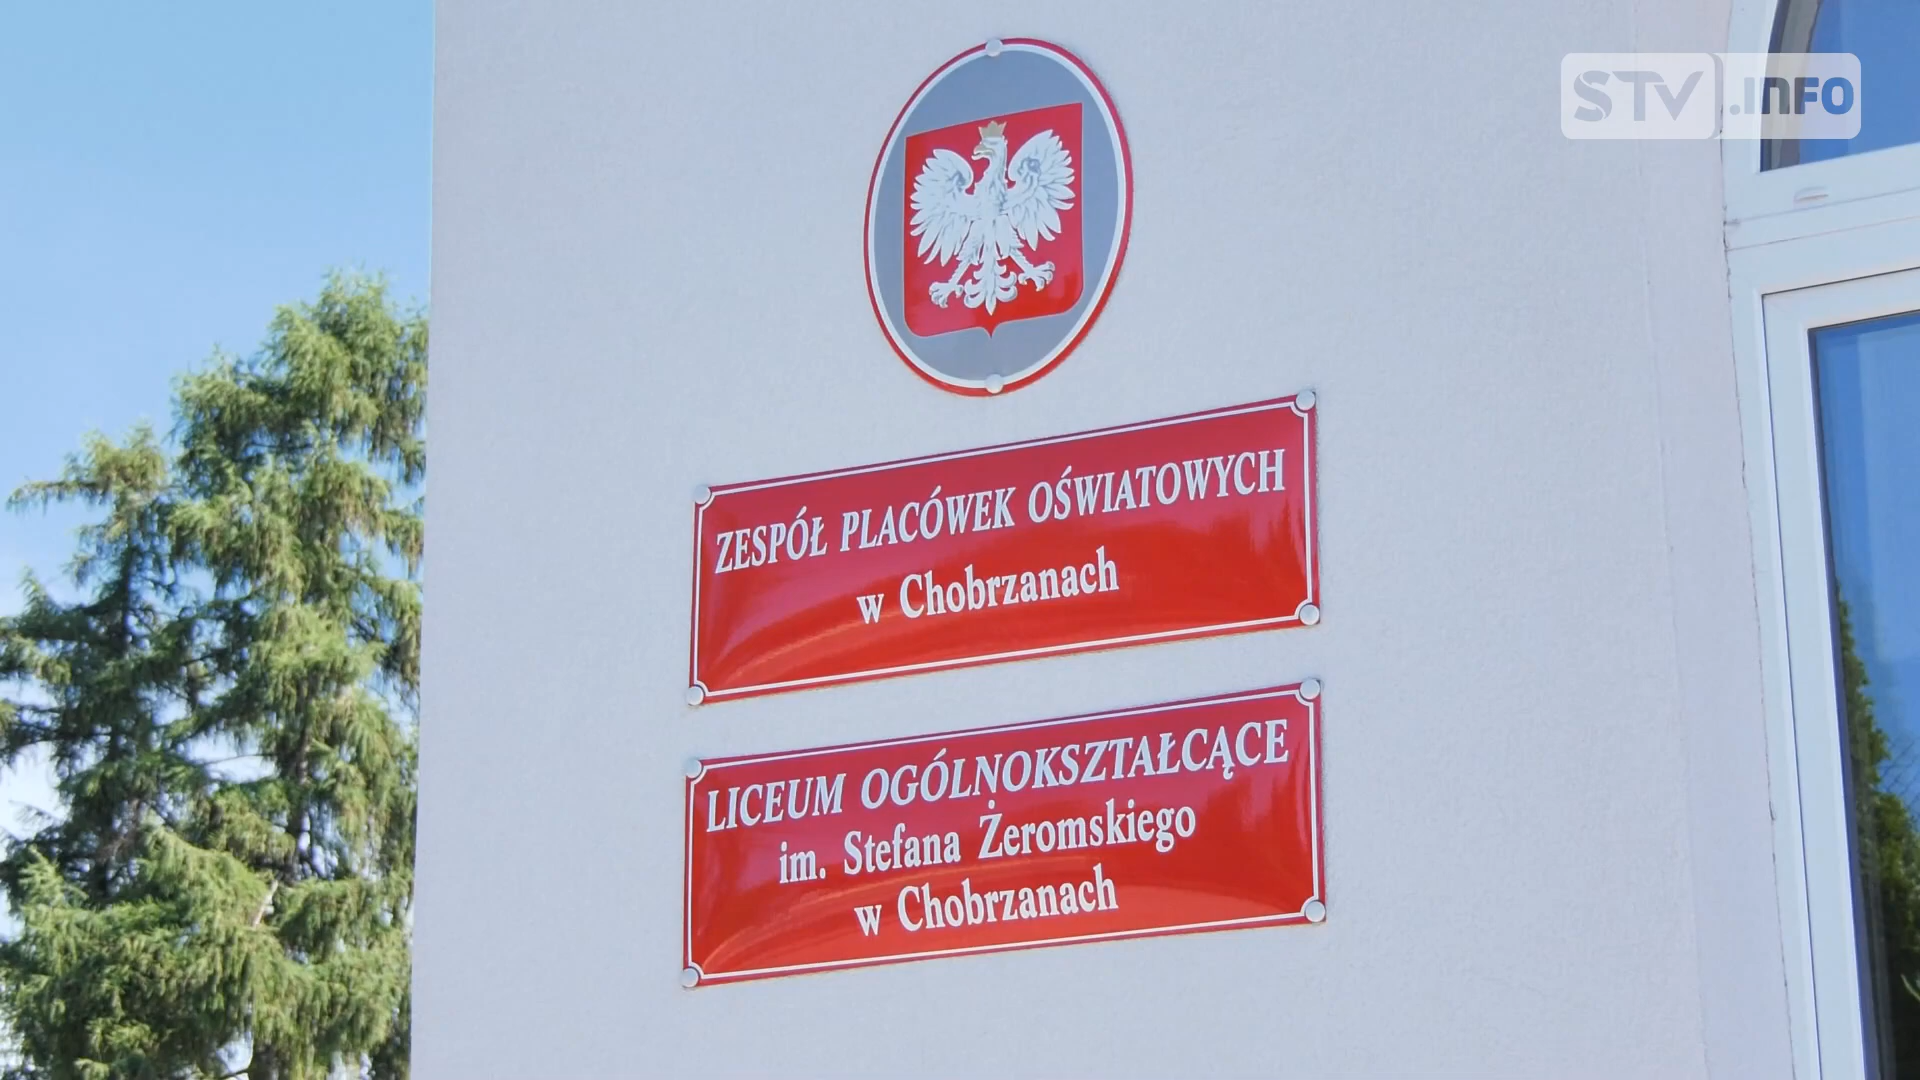 STV.INFO
ZESPÓŁ PLACÓWEK OŚWIATOWYCH
w Chobrzanach
LICEUM OGÓLNOKSZTAŁCĄCE
im. Stefana Żeromskiego
w Chobrzanach